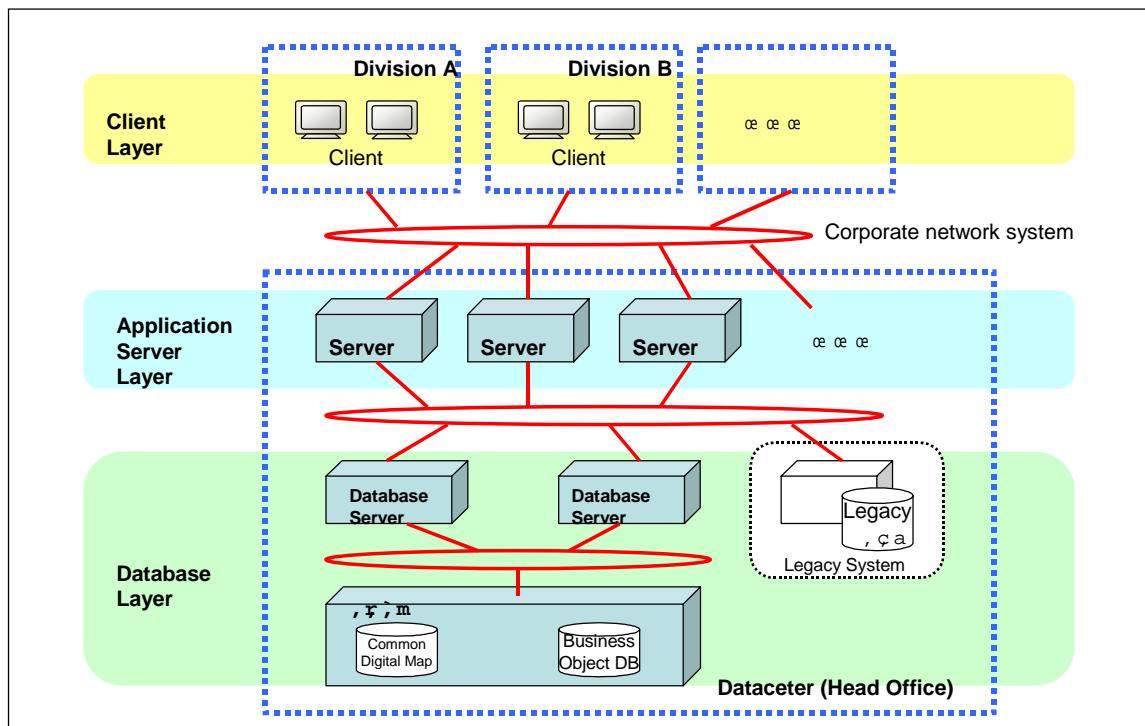 Division A
Division B
Client
Layer
Client
Client
œ œ œ
Corporate network system
Application
Server
Layer
Server
Server
Server
œ œ œ
Database
Server
Database
Server
Legacy
Legacy System
Database
Layer
Common
Digital Map
Business
Object DB
Dataceter (Head Office)